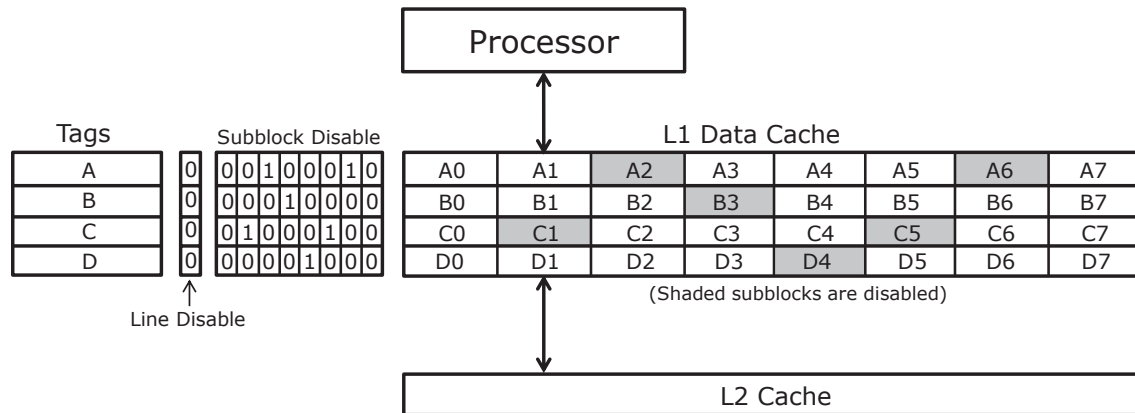 Processor
Tags Subblock Disable L1 Data Cache
A 0 0 0 1 0 0 0 1 0 A0 A1 A2 A3 A4 A5 A6 A7
B 0 0 0 0 1 0 0 0 0 B0 B1 B2 B3 B4 B5 B6 B7
C 0 0 1 0 0 0 1 0 0 C0 C1 C2 C3 C4 C5 C6 C7
D 0 0 0 0 0 1 0 0 0 D0 D1 D2 D3 D4 D5 D6 D7
(Shaded subblocks are disabled)
Line Disable
L2 Cache